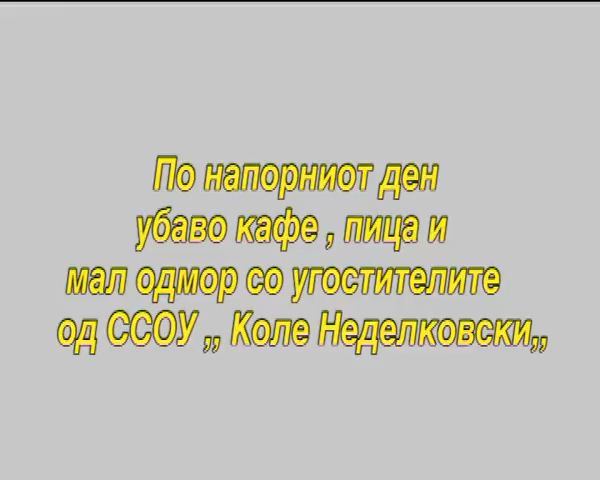 По напорниот ден
убаво кафе , пица и
мал одмор со угостителите
од ССОУ ,, Коле Неделковски,,